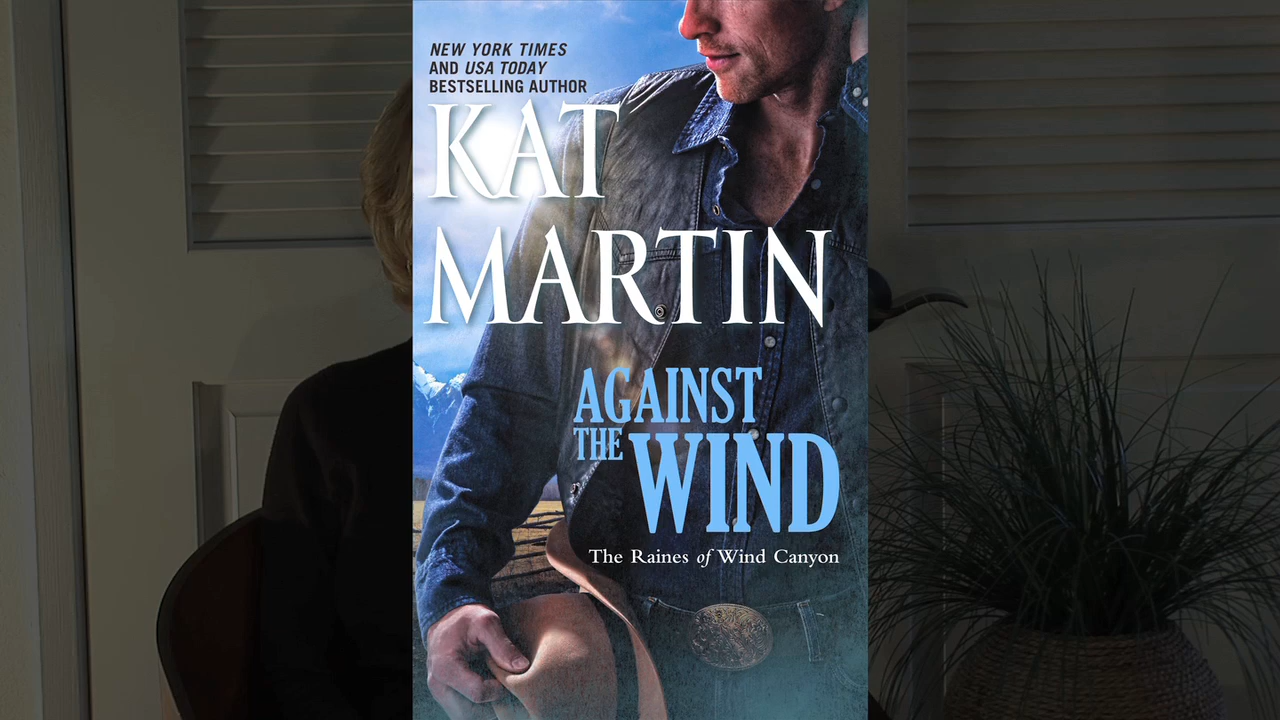 NEW YORK TIMES
AND USA TODAY
BESTSELLING AUTHOR
KAT
MARTIN
AGAINST
THE WIND
The Raines of Wind Canyon